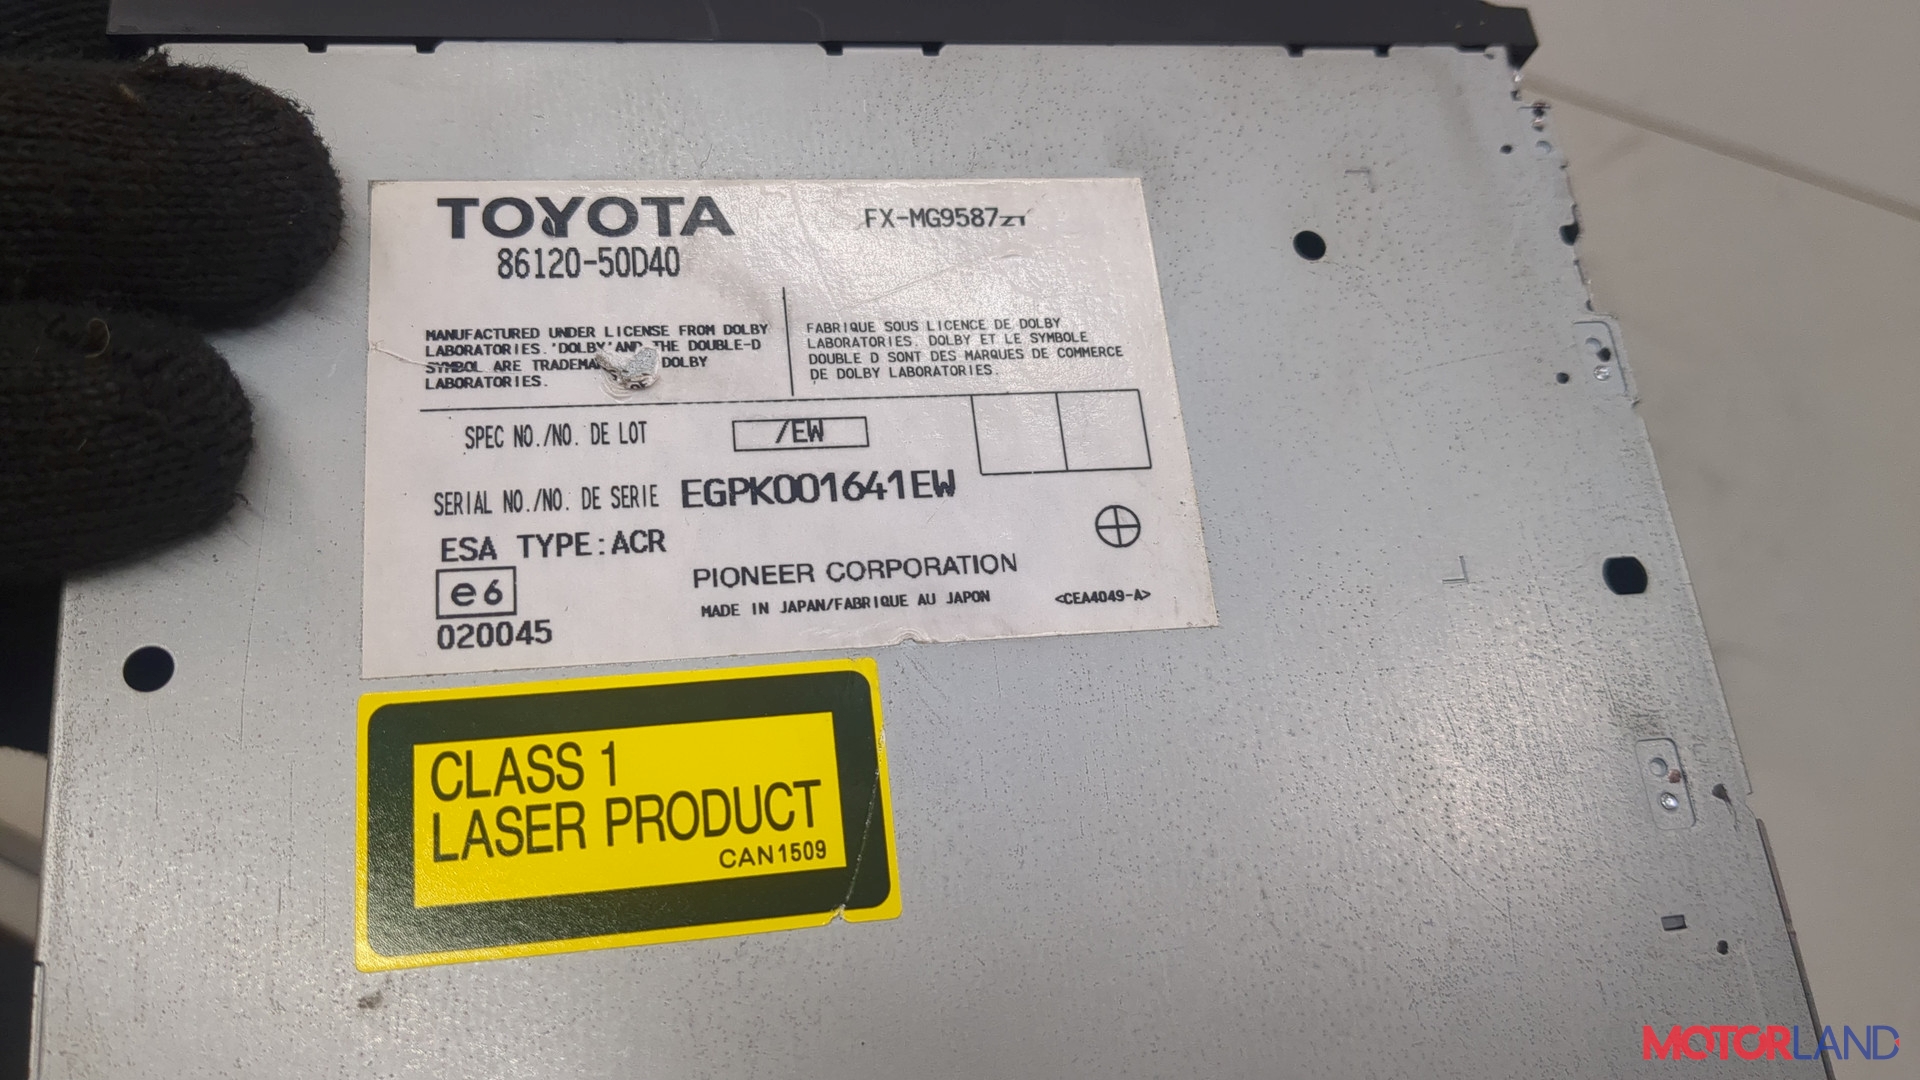 TOYOTA
FX-MG9587ZT
86120-50D40
MANUFACTURED UNDER LICENSE FROM DOLBY
LABORATORIES. 'DOLBY' AND THE DOUBLE-D
SYMBOL ARE DOLBY
LABORATORIES.
FABRIQUE SOUS LICENCE DE DOLBY
LABORATORIES. DOLBY ET LE SYMBOLE
DOUBLE D SONT DES MARQUES DE COMMERCE
DE DOLBY LABORATORIES.
SPEC NO./NO. DE LOT /EW
SERIAL NO./NO. DE SERIE EGPK001641EW
ESA TYPE:ACR
e6
020045
PIONEER CORPORATION
MADE IN JAPAN/FABRIQUE AU JAPON
<CEA4049-A>
CLASS 1
LASER PRODUCT
CAN1509
MOTORLAND